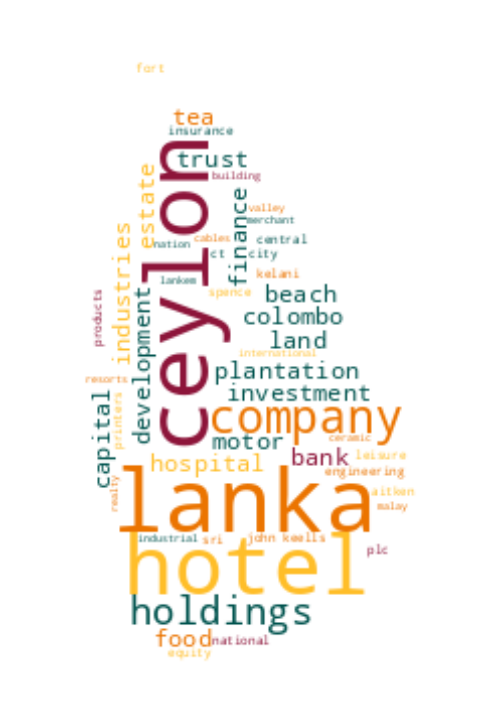 fort
tea
insurance
trust
building
ceylon
estate
finance
valley
merchant
nation
cables
central
ct
city
industries
kelani
lankem
spence
beach
products
development
colombo
land
international
plantation
resorts
investment
printers
capital
company
motor
ceramic
bank
leisure
hospital
engineering
lanka
realty
aitken
malay
industrial
sri
john keells
plc
hotel
holdings
food
national
equity